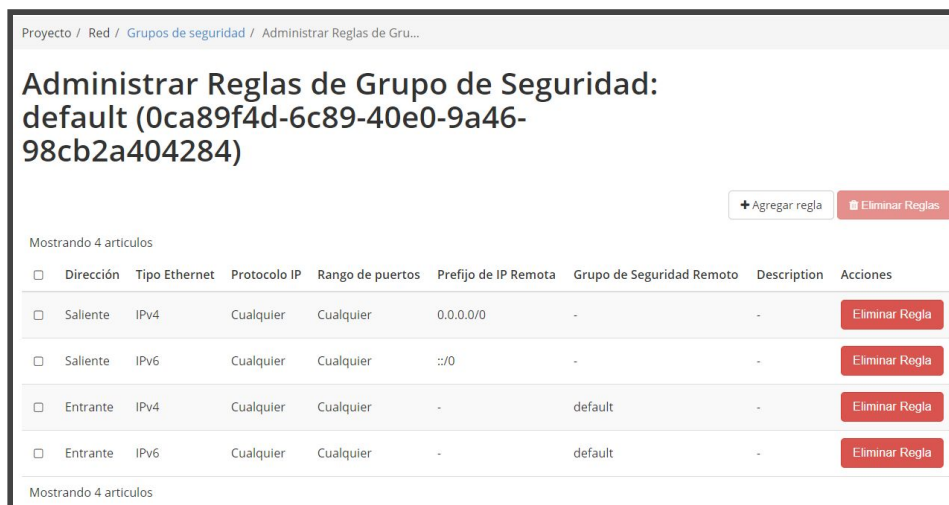 Proyecto / Red / Grupos de seguridad / Administrar Reglas de Gru...
Administrar Reglas de Grupo de Seguridad:
default (0ca89f4d-6c89-40e0-9a46-
98cb2a404284)
+ Agregar regla Eliminar Reglas
Mostrando 4 articulos
Dirección Tipo Ethernet Protocolo IP Rango de puertos Prefijo de IP Remota Grupo de Seguridad Remoto Description Acciones
Saliente IPv4 Cualquier Cualquier 0.0.0.0/0 - - Eliminar Regla
Saliente IPv6 Cualquier Cualquier ::/0 - - Eliminar Regla
Entrante IPv4 Cualquier Cualquier - default - Eliminar Regla
Entrante IPv6 Cualquier Cualquier - default - Eliminar Regla
Mostrando 4 articulos